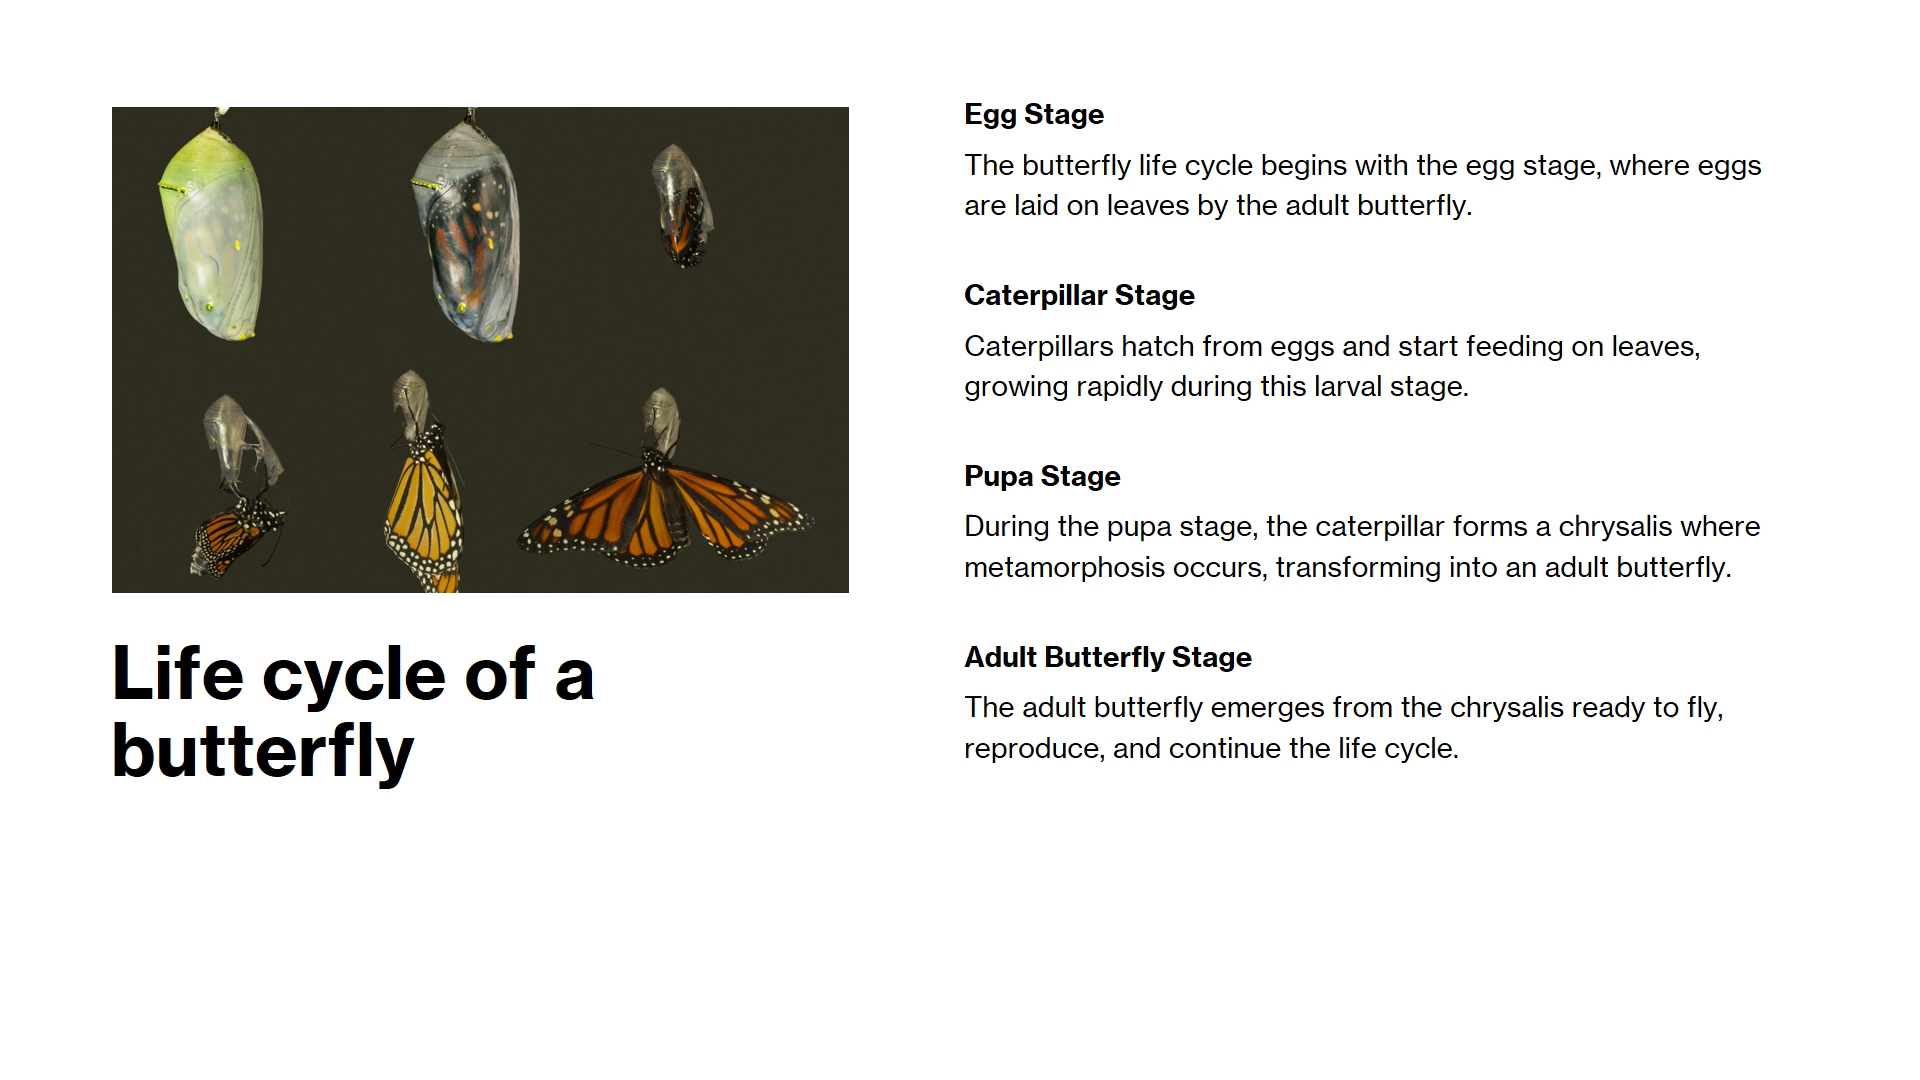 Life cycle of a
butterfly
Egg Stage
The butterfly life cycle begins with the egg stage, where eggs
are laid on leaves by the adult butterfly.
Caterpillar Stage
Caterpillars hatch from eggs and start feeding on leaves,
growing rapidly during this larval stage.
Pupa Stage
During the pupa stage, the caterpillar forms a chrysalis where
metamorphosis occurs, transforming into an adult butterfly.
Adult Butterfly Stage
The adult butterfly emerges from the chrysalis ready to fly,
reproduce, and continue the life cycle.